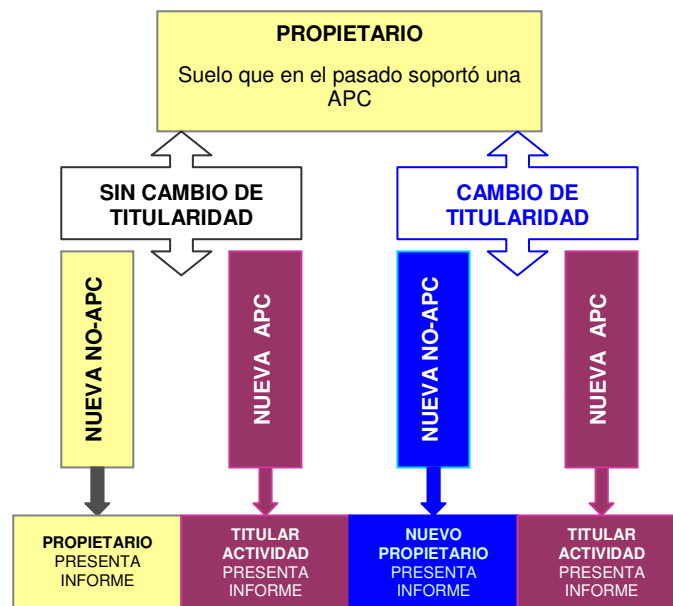 PROPIETARIO
Suelo que en el pasado soportó una
APC
SIN CAMBIO DE
TITULARIDAD
CAMBIO DE
TITULARIDAD
NUEVA NO-APC
NUEVA APC
NUEVA NO-APC
NUEVA APC
PROPIETARIO
PRESENTA
INFORME
TITULAR
ACTIVIDAD
PRESENTA
INFORME
NUEVO
PROPIETARIO
PRESENTA
INFORME
TITULAR
ACTIVIDAD
PRESENTA
INFORME